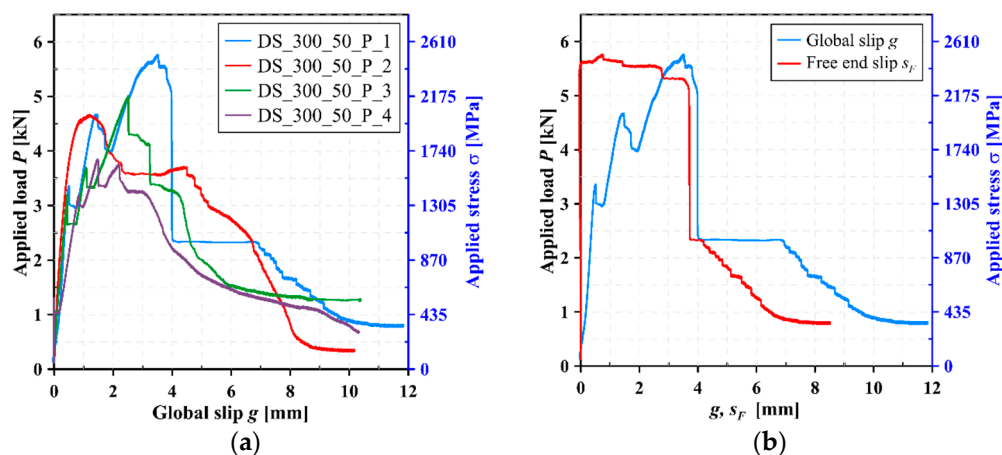 DS_300_50_P_1
DS_300_50_P_2
DS_300_50_P_3
DS_300_50_P_4
Applied load P [kN]
6
5
4
3
2
1
0
0 2 4 6 8 10 12
Global slip g [mm]
2610
2175
1740
1305
870
435
0
Applied stress σ [MPa]
(a)
Global slip g
Free end slip s_F
Applied load P [kN]
6
5
4
3
2
1
0
0 2 4 6 8 10 12
g, s_F [mm]
2610
2175
1740
1305
870
435
0
Applied stress σ [MPa]
(b)